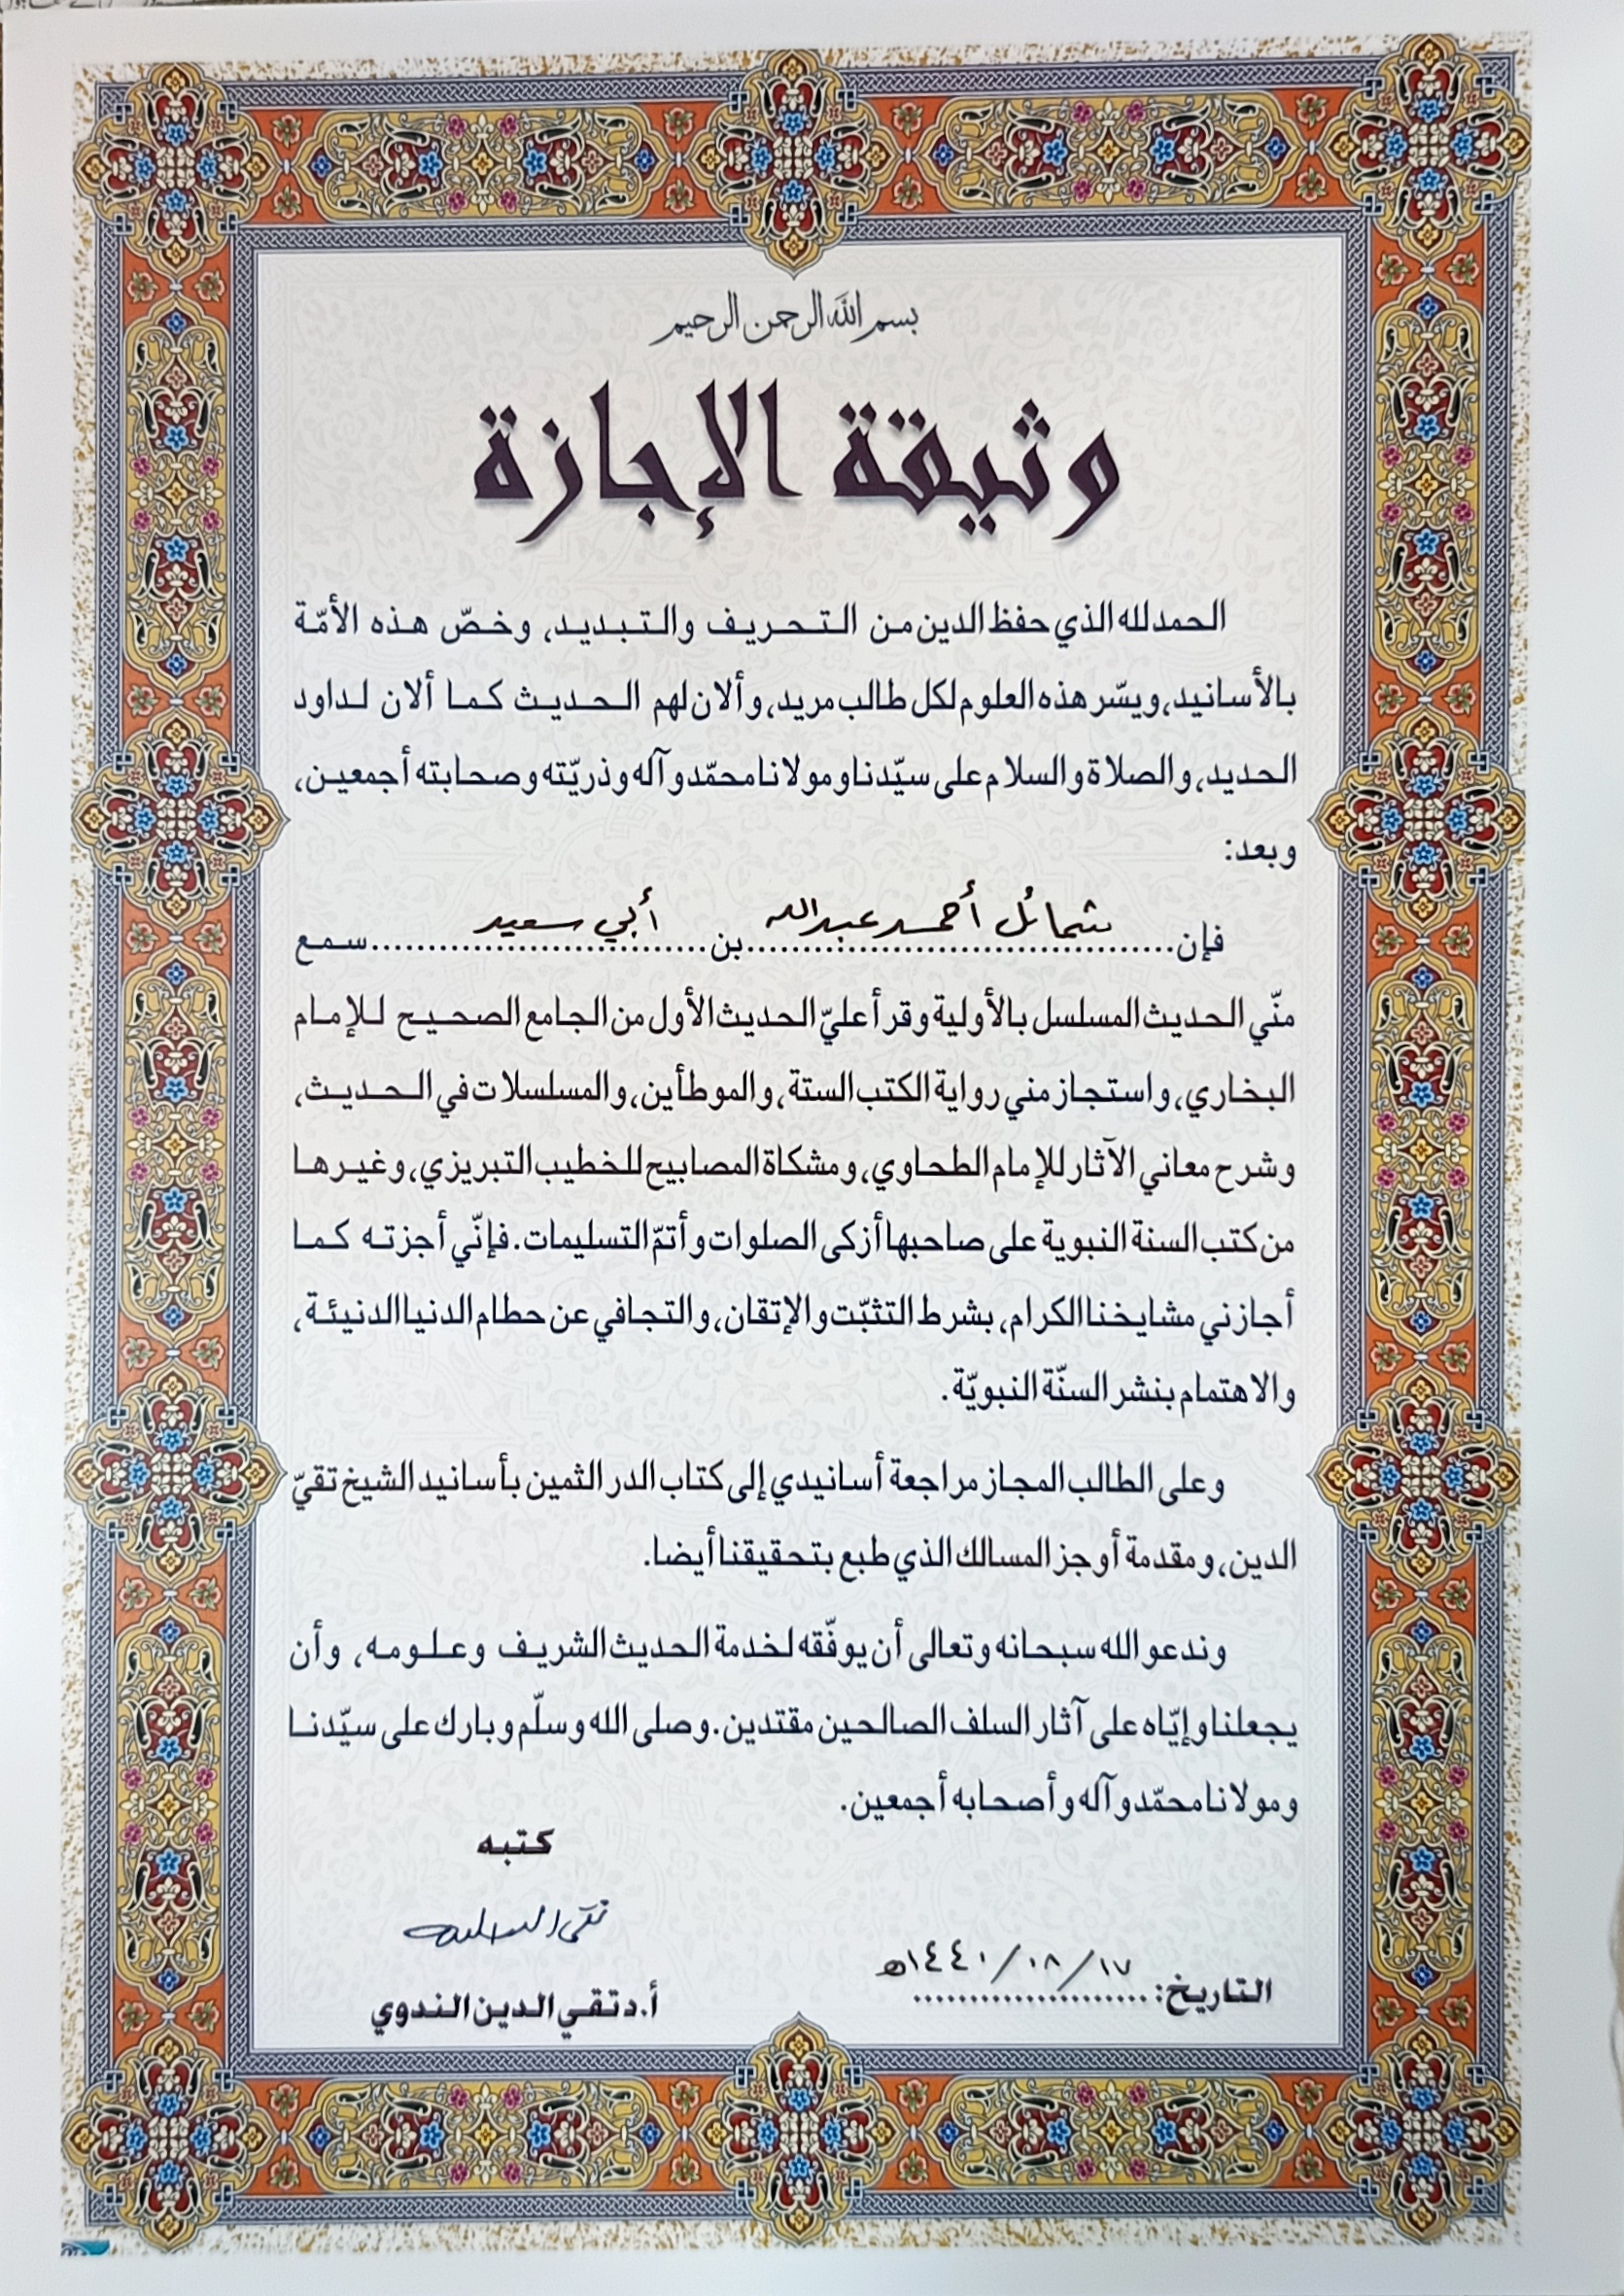 بسم الله الرحمن الرحيم
وثيقة الإجازة
الحمد لله الذي حفظ الدين من التحريف والتبديد، وخصّ هذه الأمّة
بالأسانيد، ويسّر هذه العلوم لكل طالب مريد، وألان لهم الحديث كما ألان لداود
الحديد، والصلاة والسلام على سيّدنا ومولانا محمّد وآله وذريّته وصحابته أجمعين،
وبعد:
فإن شمائل أحمد عبدالله بن أبي سعيد سمع
منّي الحديث المسلسل بالأولية وقرأ عليّ الحديث الأول من الجامع الصحيح للإمام
البخاري، واستجاز مني رواية الكتب الستة، والموطأين، والمسلسلات في الحديث،
وشرح معاني الآثار للإمام الطحاوي، ومشكاة المصابيح للخطيب التبريزي، وغيرها
من كتب السنة النبوية على صاحبها أزكى الصلوات وأتمّ التسليمات. فإنّي أجزته كما
أجازني مشايخنا الكرام، بشرط التثبّت والإتقان، والتجافي عن حطام الدنيا الدنيئة،
والاهتمام بنشر السنّة النبويّة.
وعلى الطالب المجاز مراجعة أسانيدي إلى كتاب الدر الثمين بأسانيد الشيخ تقيّ
الدين، ومقدمة أوجز المسالك الذي طبع بتحقيقنا أيضا.
وندعو الله سبحانه وتعالى أن يوفّقه لخدمة الحديث الشريف وعلومه، وأن
يجعلنا وإيّاه على آثار السلف الصالحين مقتدين. وصلى الله وسلّم وبارك على سيّدنا
ومولانا محمّد وآله وأصحابه أجمعين.
كتبه
التاريخ: ١٧/٠٨/١٤٤٠هـ
أ.د تقي الدين الندوي